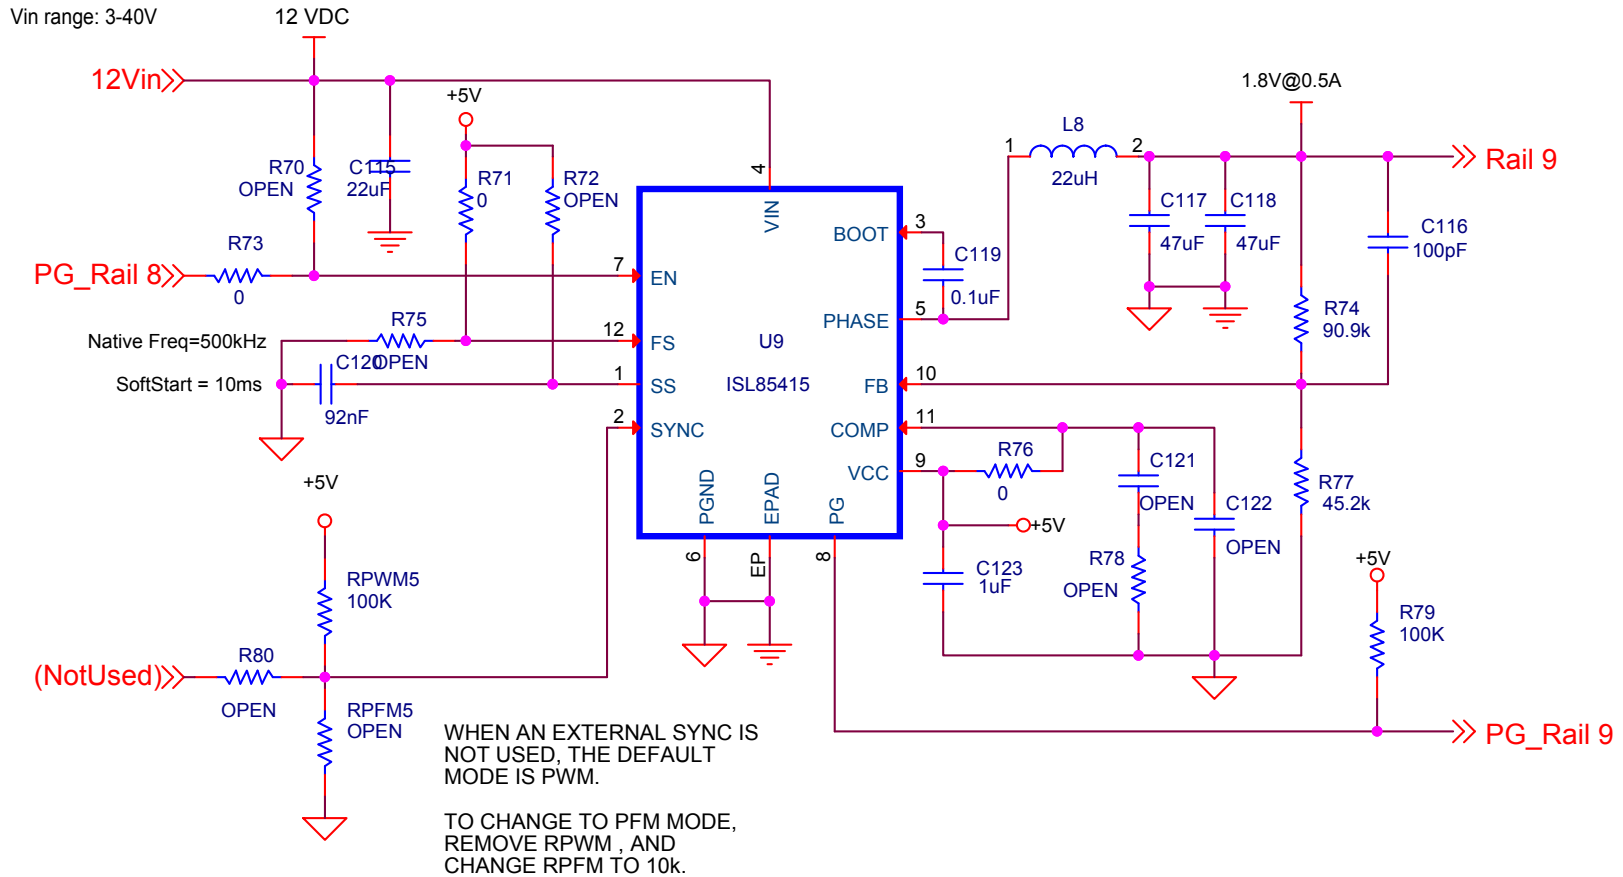 Vin range: 3-40V
12 VDC
12Vin
+5V
1.8V@0.5A
R70
OPEN
C115
22uF
R71
0
R72
OPEN
4
VIN
1
L8
2
22uH
Rail 9
R73
0
PG_Rail 8
7
EN
BOOT
3
C119
0.1uF
C117
47uF
C118
47uF
C116
100pF
Native Freq=500kHz
R75
OPEN
12
FS
PHASE
5
U9
ISL85415
R74
90.9k
SoftStart = 10ms
C120
92nF
1
SS
FB
10
2
SYNC
COMP
11
VCC
9
R76
0
C121
OPEN
C122
OPEN
R77
45.2k
PGND
EPAD
PG
6
EP
8
+5V
C123
1uF
R78
OPEN
+5V
RPWM5
100K
+5V
R79
100K
(NotUsed)
R80
OPEN
RPFM5
OPEN
PG_Rail 9
WHEN AN EXTERNAL SYNC IS
NOT USED, THE DEFAULT
MODE IS PWM.
TO CHANGE TO PFM MODE,
REMOVE RPWM , AND
CHANGE RPFM TO 10k.